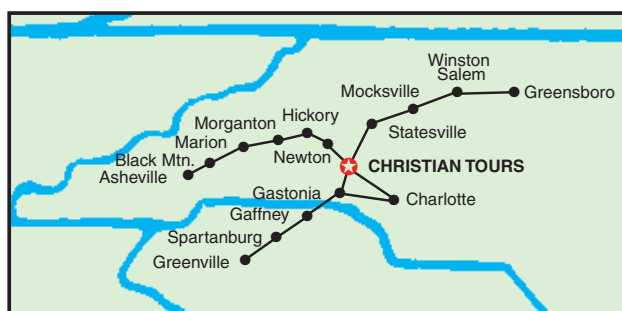 Winston
Salem
Mocksville
Greensboro
Hickory
Statesville
Morganton
Marion
Newton
Black Mtn.
Asheville
CHRISTIAN TOURS
Gastonia
Charlotte
Gaffney
Spartanburg
Greenville